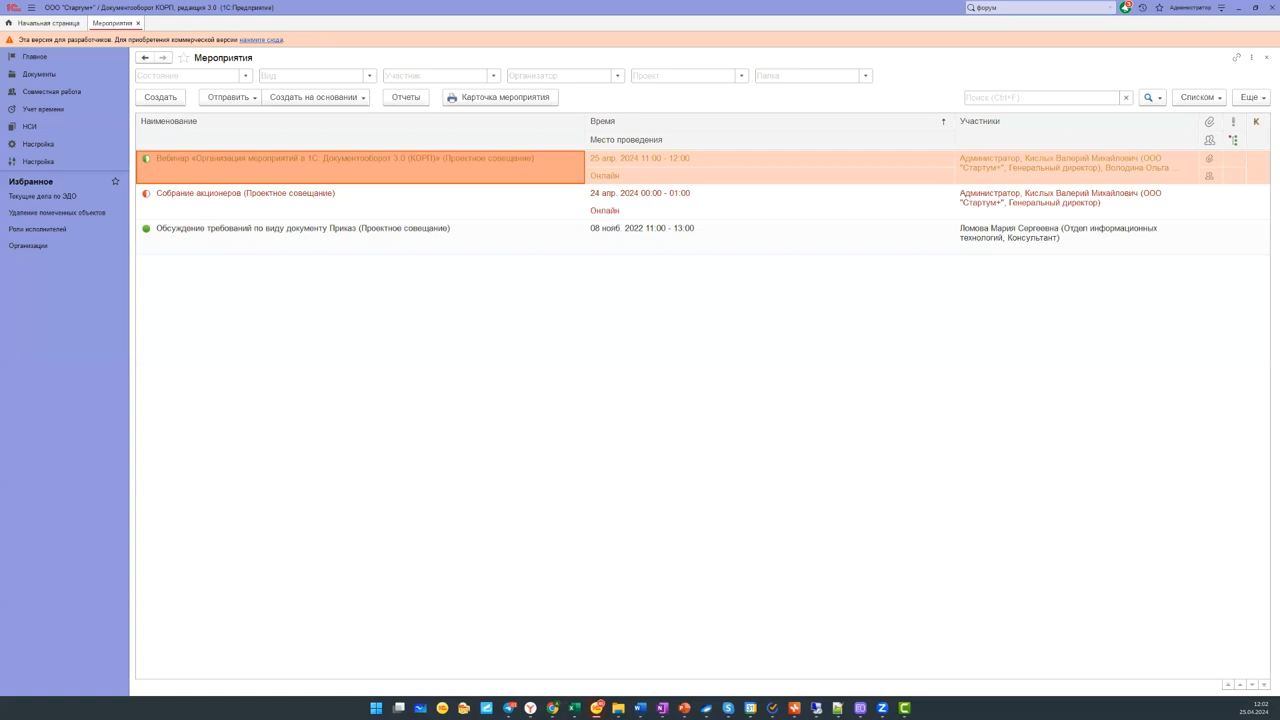 ООО "Стартум+" / Документооборот КОРП, редакция 3.0 (1С:Предприятие)
форум
Администратор
Начальная страница
Мероприятия ×
Эта версия для разработчиков. Для приобретения коммерческой версии нажмите сюда.
Главное
Документы
Совместная работа
Учет времени
НСИ
Настройка
Настройка
Избранное
Текущие дела по ЭДО
Удаление помеченных объектов
Роли исполнителей
Организации
Мероприятия
Состояние
Вид
Участник
Организатор
Проект
Папка
Создать
Отправить
Создать на основании
Отчеты
Карточка мероприятия
Поиск (Ctrl+F)
Списком
Еще
Наименование
Время
Участники
К
Место проведения
Вебинар «Организация мероприятий в 1С: Документооборот 3.0 (КОРП)» (Проектное совещание)
25 апр. 2024 11:00 - 12:00
Онлайн
Администратор, Кислых Валерий Михайлович (ООО
"Стартум+", Генеральный директор), Володина Ольга ...
Собрание акционеров (Проектное совещание)
24 апр. 2024 00:00 - 01:00
Онлайн
Администратор, Кислых Валерий Михайлович (ООО
"Стартум+", Генеральный директор)
Обсуждение требований по виду документу Приказ (Проектное совещание)
08 нояб. 2022 11:00 - 13:00
Ломова Мария Сергеевна (Отдел информационных
технологий, Консультант)
12:02
25.04.2024